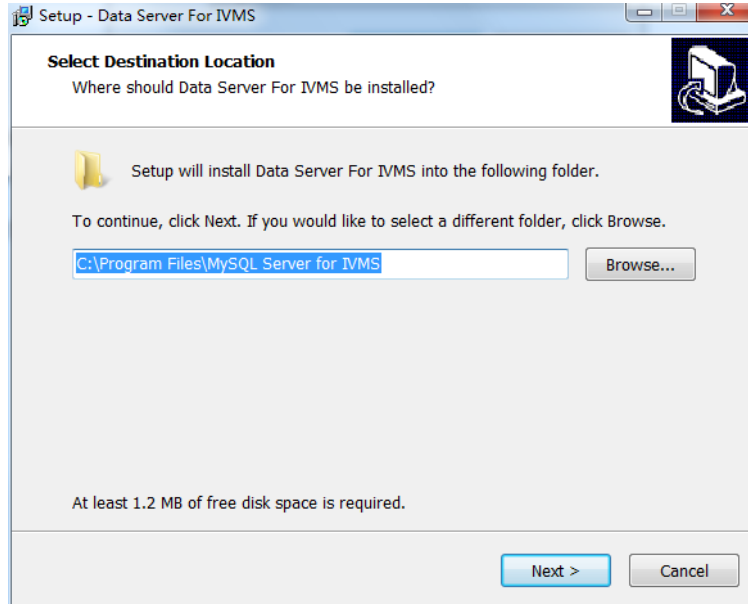 Setup - Data Server For IVMS
Select Destination Location
Where should Data Server For IVMS be installed?
Setup will install Data Server For IVMS into the following folder.
To continue, click Next. If you would like to select a different folder, click Browse.
C:\Program Files\MySQL Server for IVMS
Browse...
At least 1.2 MB of free disk space is required.
Next >
Cancel